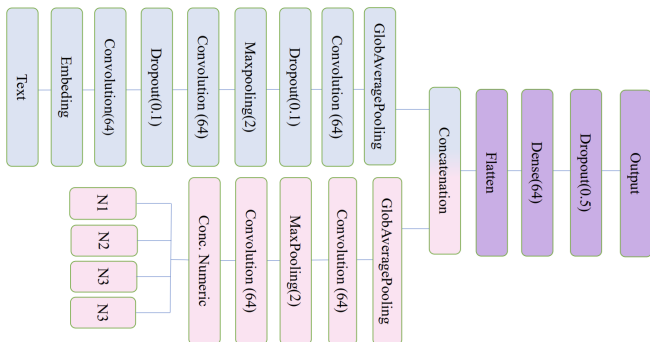 Text
Embeding
Convolution(64)
Dropout(0.1)
Convolution (64)
Maxpooling(2)
Dropout(0.1)
Convolution (64)
GlobAveragePooling
N1
N2
N3
N3
Conc. Numeric
Convolution (64)
MaxPooling(2)
Convolution (64)
GlobAveragePooling
Concatenation
Flatten
Dense(64)
Dropout(0.5)
Output